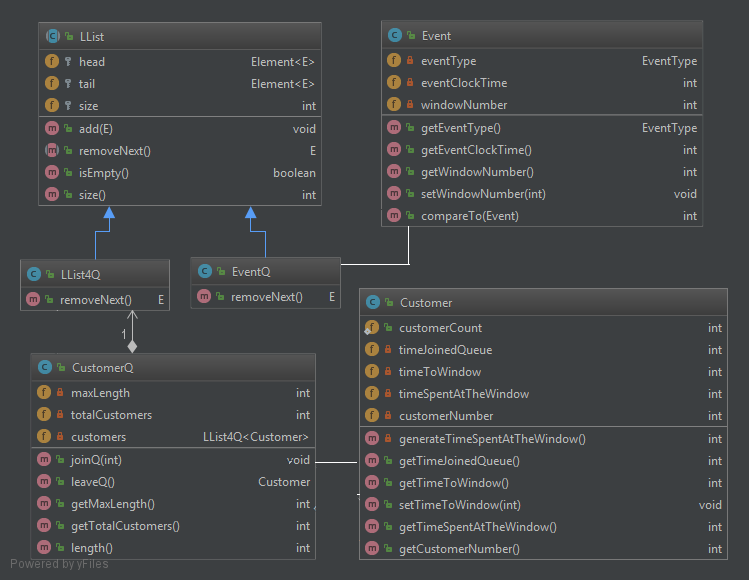 LList
head Element<E>
tail Element<E>
size int
add(E) void
removeNext() E
isEmpty() boolean
size() int
Event
eventType EventType
eventClockTime int
windowNumber int
getEventType() EventType
getEventClockTime() int
getWindowNumber() int
setWindowNumber(int) void
compareTo(Event) int
LList4Q
removeNext() E
EventQ
removeNext() E
1
CustomerQ
maxLength int
totalCustomers int
customers LList4Q<Customer>
joinQ(int) void
leaveQ() Customer
getMaxLength() int
getTotalCustomers() int
length() int
Customer
customerCount int
timeJoinedQueue int
timeToWindow int
timeSpentAtTheWindow int
customerNumber int
generateTimeSpentAtTheWindow() int
getTimeJoinedQueue() int
getTimeToWindow() int
setTimeToWindow(int) void
getTimeSpentAtTheWindow() int
getCustomerNumber() int
Powered by yFiles